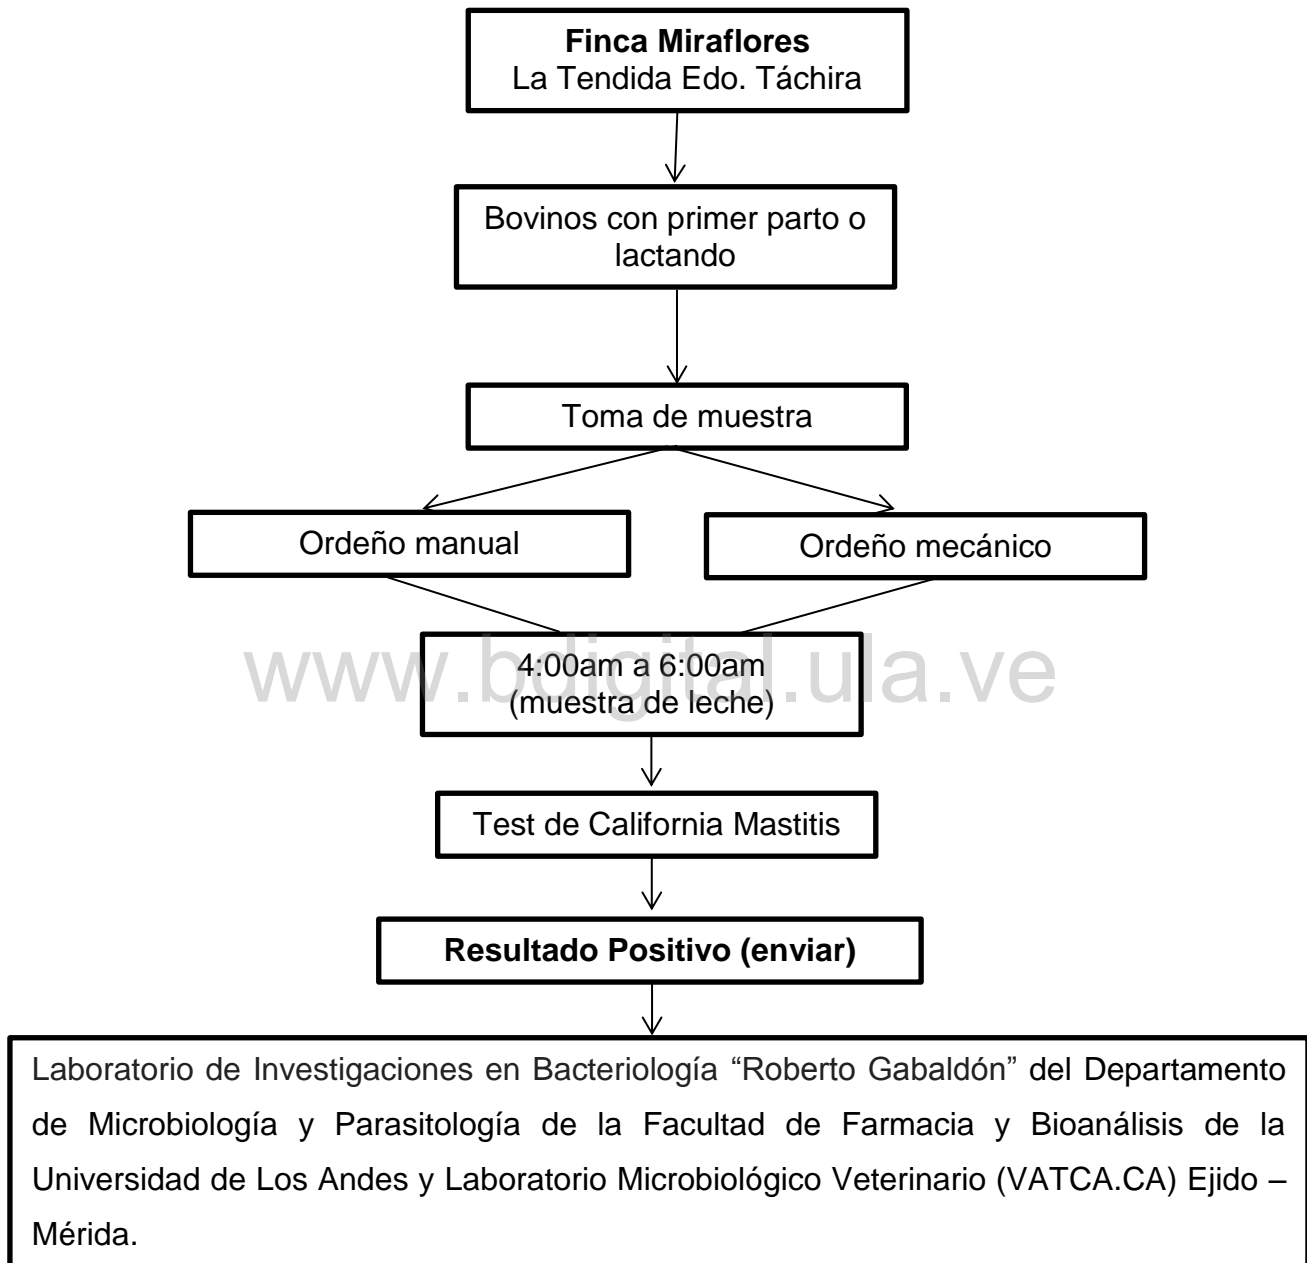 Finca Miraflores
La Tendida Edo. Táchira
Bovinos con primer parto o
lactando
Toma de muestra
Ordeño manual
Ordeño mecánico
4:00am a 6:00am
(muestra de leche)
www.bdigital.ula.ve
Test de California Mastitis
Resultado Positivo (enviar)
Laboratorio de Investigaciones en Bacteriología “Roberto Gabaldón” del Departamento
de Microbiología y Parasitología de la Facultad de Farmacia y Bioanálisis de la
Universidad de Los Andes y Laboratorio Microbiológico Veterinario (VATCA.CA) Ejido –
Mérida.